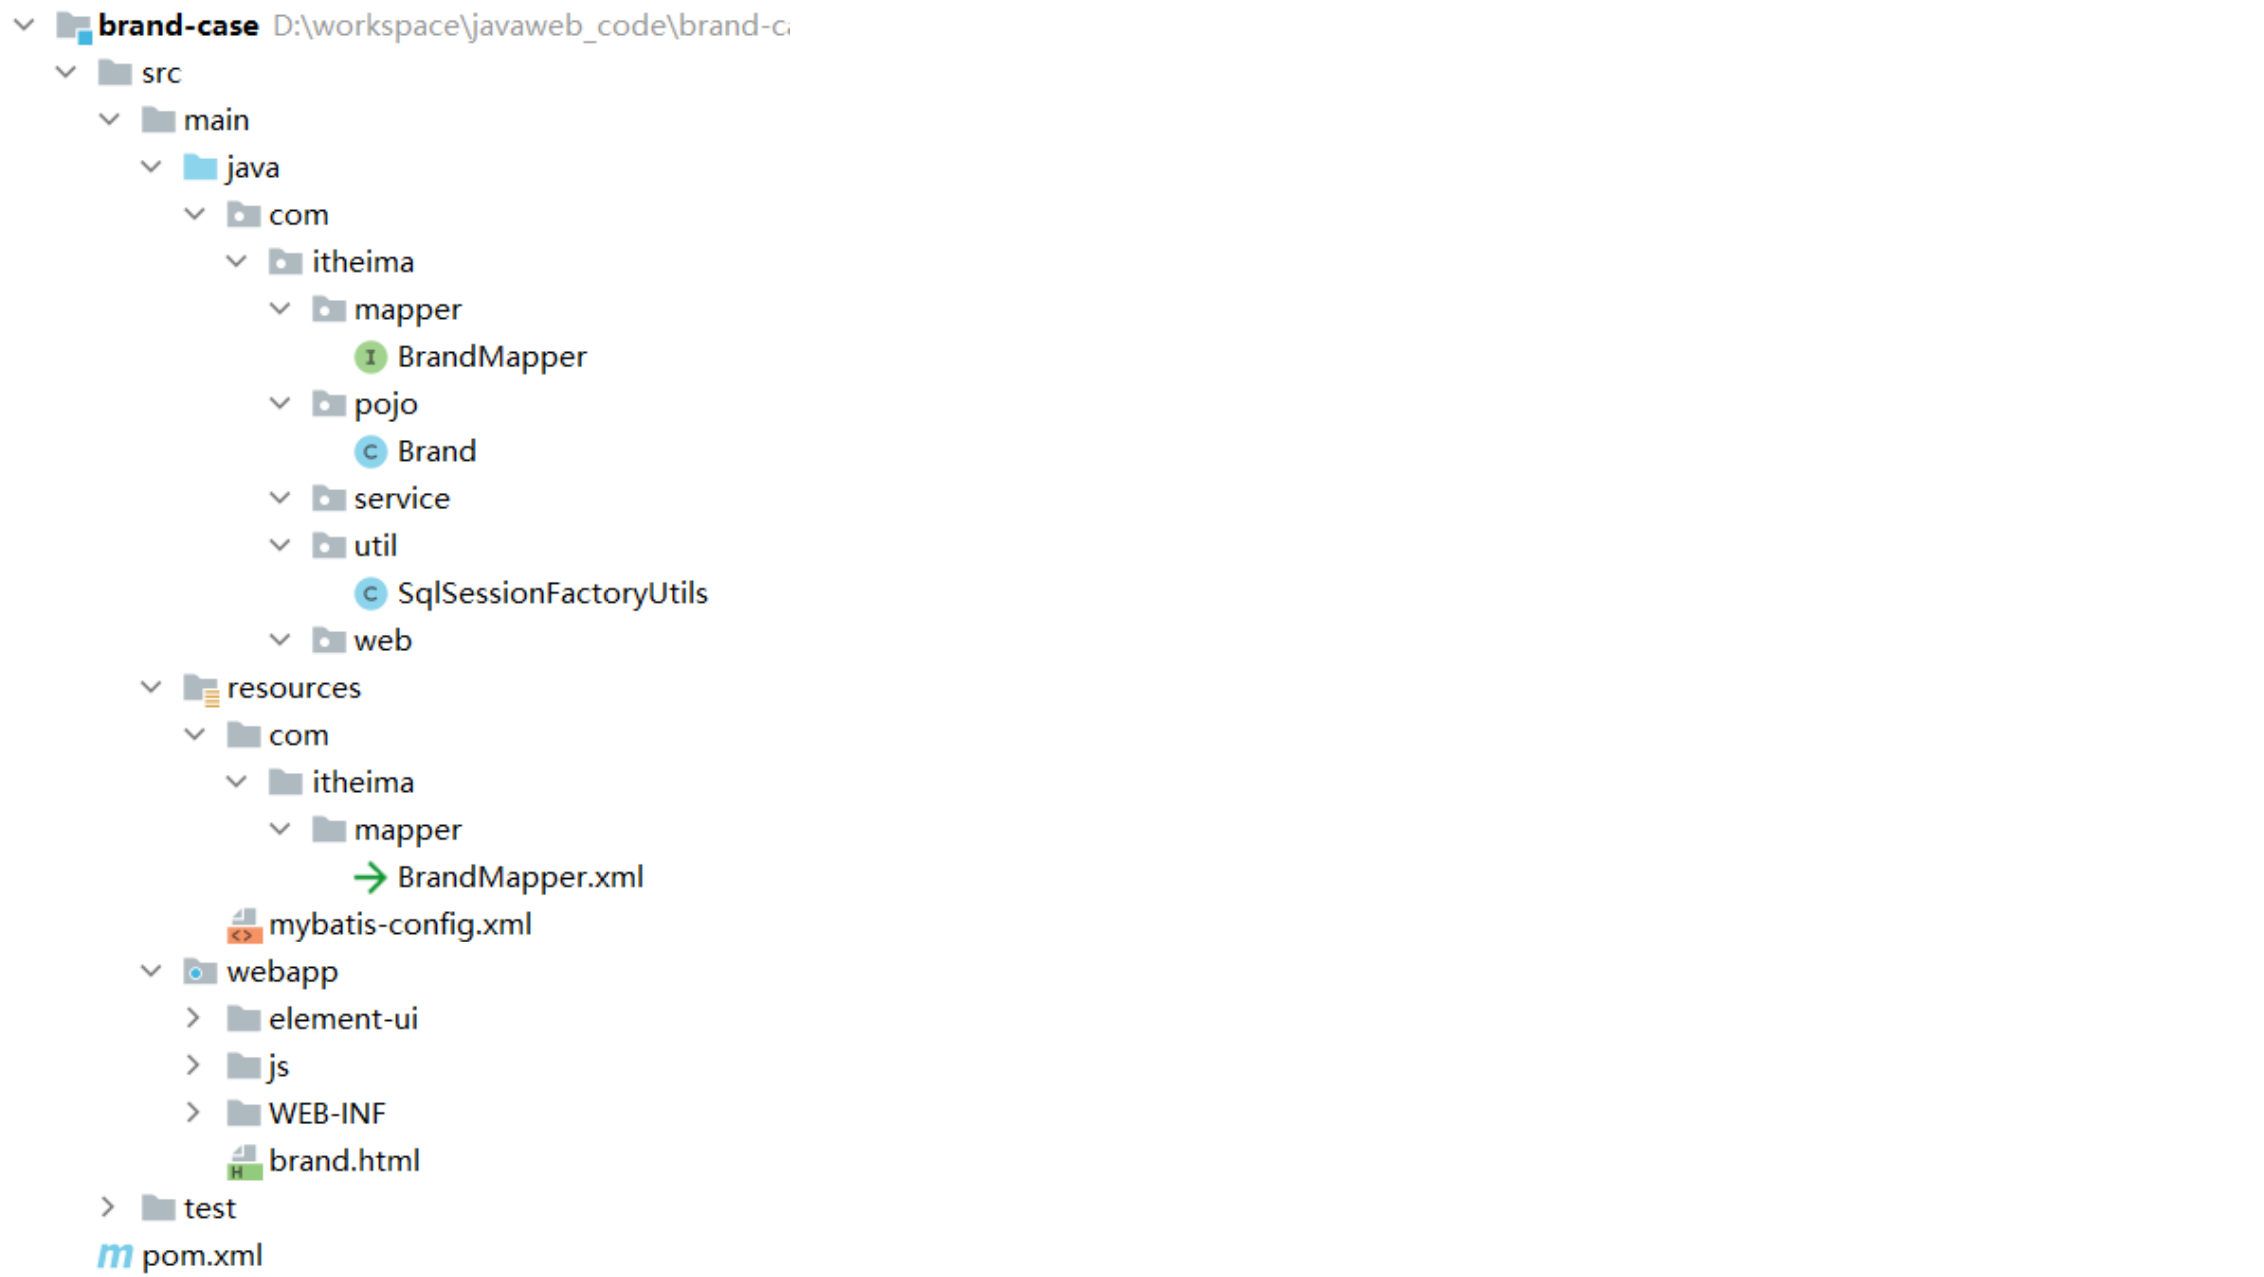 brand-case D:\workspace\javaweb_code\brand-ca
src
main
java
com
itheima
mapper
I BrandMapper
pojo
C Brand
service
util
C SqlSessionFactoryUtils
web
resources
com
itheima
mapper
BrandMapper.xml
<> mybatis-config.xml
webapp
element-ui
js
WEB-INF
H brand.html
test
m pom.xml